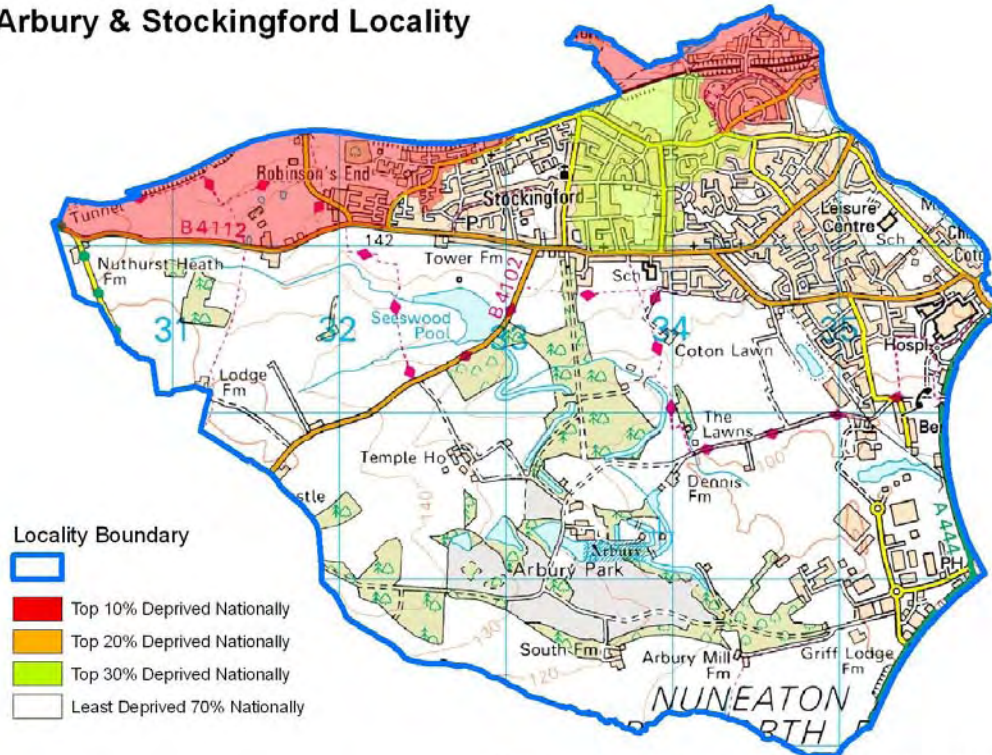 Arbury & Stockingford Locality
Robinson's End
Tunnel
B4112
Stockingford
P
142
Leisure
Centre
Sch
Nuthurst Heath
Fm
Tower Fm
B4102
Sch
31
32
Seeswood
Pool
33
34
35
Coton Lawn
Hospl
Lodge
Fm
The
Lawns
Temple Ho
Dennis
Fm
100
140
stle
A 444
Arbury
Arbury Park
PH
130
120
South Fm
Arbury Mill
Fm
Griff Lodge
Fm
NUNEATON
RTH
Locality Boundary
Top 10% Deprived Nationally
Top 20% Deprived Nationally
Top 30% Deprived Nationally
Least Deprived 70% Nationally